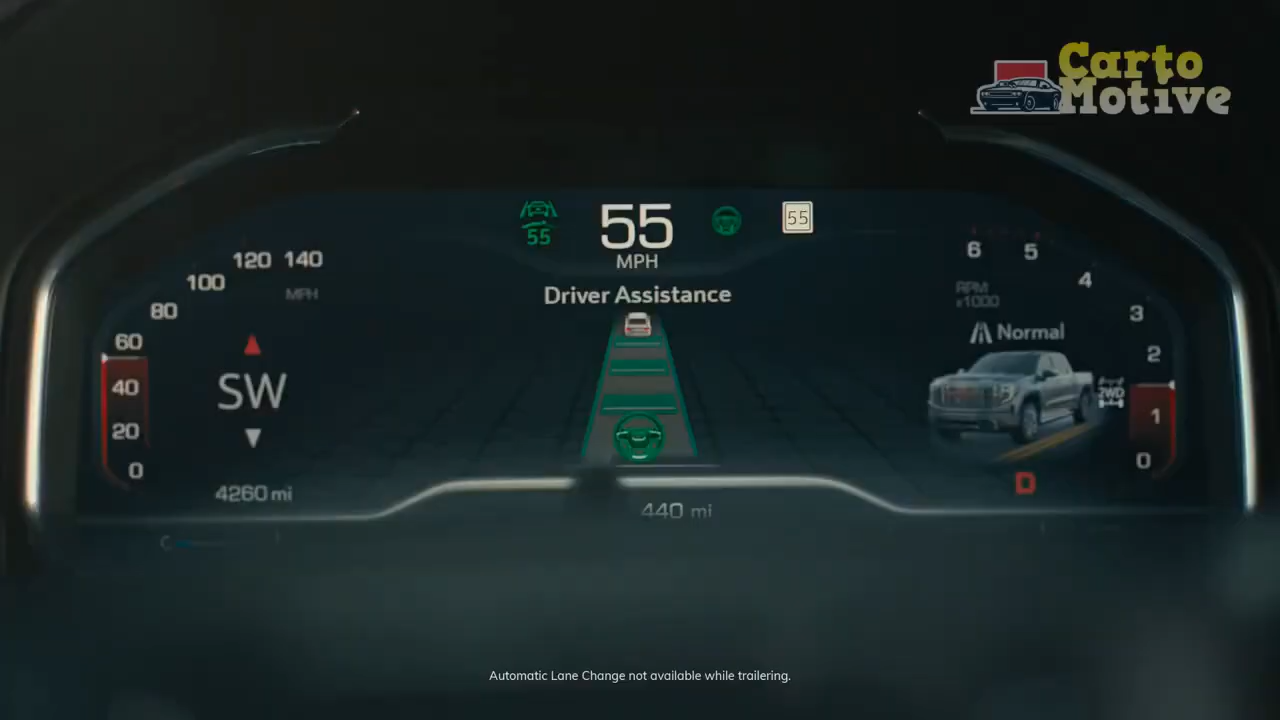 Carto
Motive
55
MPH
55
55
Driver Assistance
120 140
100
MPH
80
60
40
20
0
SW
4260 mi
440 mi
C
6 5
4
RPM
x1000
3
Normal
2
2WD
1
0
D
Automatic Lane Change not available while trailering.